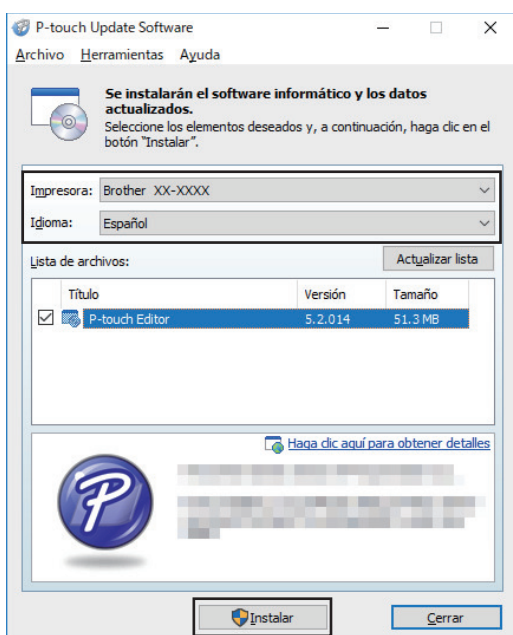 P-touch Update Software
Archivo Herramientas Ayuda
Se instalarán el software informático y los datos
actualizados.
Seleccione los elementos deseados y, a continuación, haga clic en el
botón "Instalar".
Impresora: Brother XX-XXXX
Idioma: Español
Lista de archivos: Actualizar lista
Título Versión Tamaño
P-touch Editor 5.2.014 51.3 MB
Haga clic aquí para obtener detalles
P
Instalar Cerrar